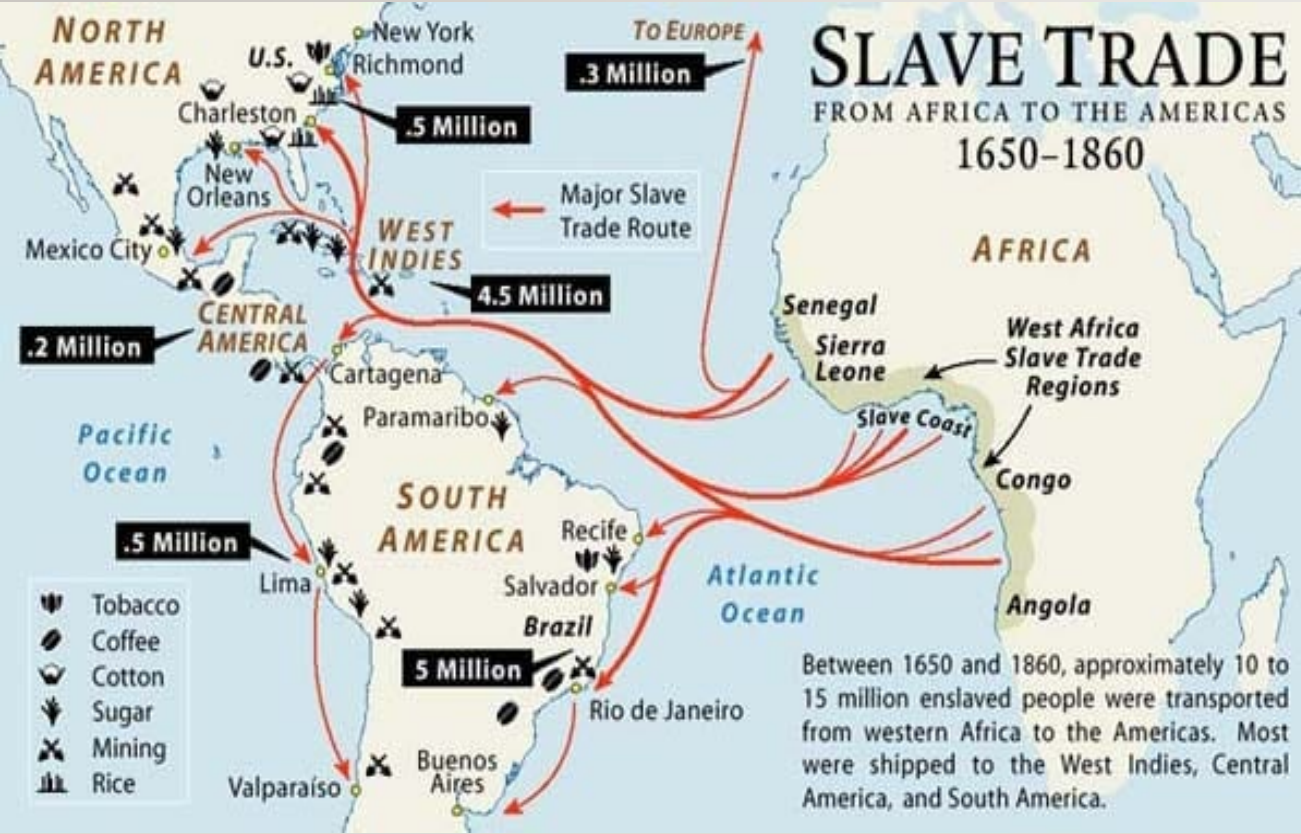 SLAVE TRADE
FROM AFRICA TO THE AMERICAS
1650–1860
NORTH
AMERICA
U.S.
New York
Richmond
Charleston
.5 Million
New
Orleans
Mexico City
TO EUROPE
.3 Million
Major Slave
Trade Route
WEST
INDIES
4.5 Million
CENTRAL
AMERICA
.2 Million
Cartagena
Paramaribo
Pacific
Ocean
SOUTH
AMERICA
.5 Million
Lima
Recife
Salvador
Brazil
5 Million
Rio de Janeiro
Buenos
Aires
Valparaíso
Atlantic
Ocean
AFRICA
Senegal
Sierra
Leone
West Africa
Slave Trade
Regions
Slave Coast
Congo
Angola
Tobacco
Coffee
Cotton
Sugar
Mining
Rice
Between 1650 and 1860, approximately 10 to
15 million enslaved people were transported
from western Africa to the Americas. Most
were shipped to the West Indies, Central
America, and South America.